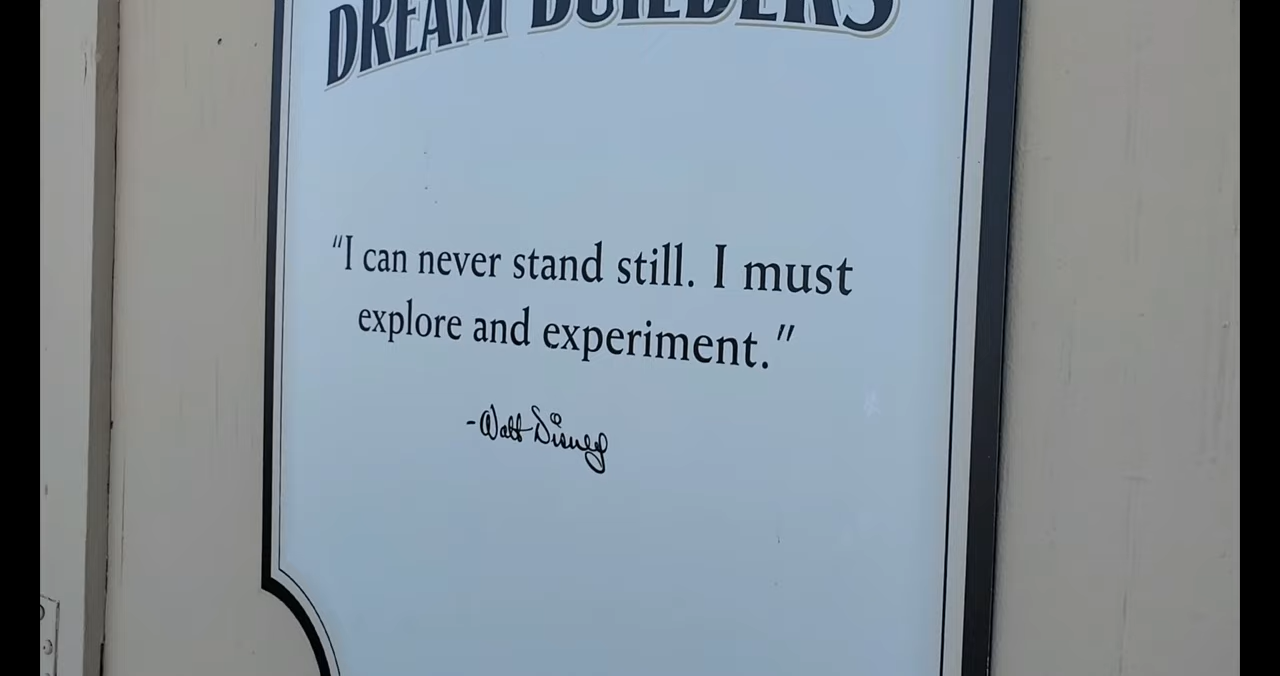 DREAM BUILDERS
“I can never stand still. I must
explore and experiment.”
-Walt Disney